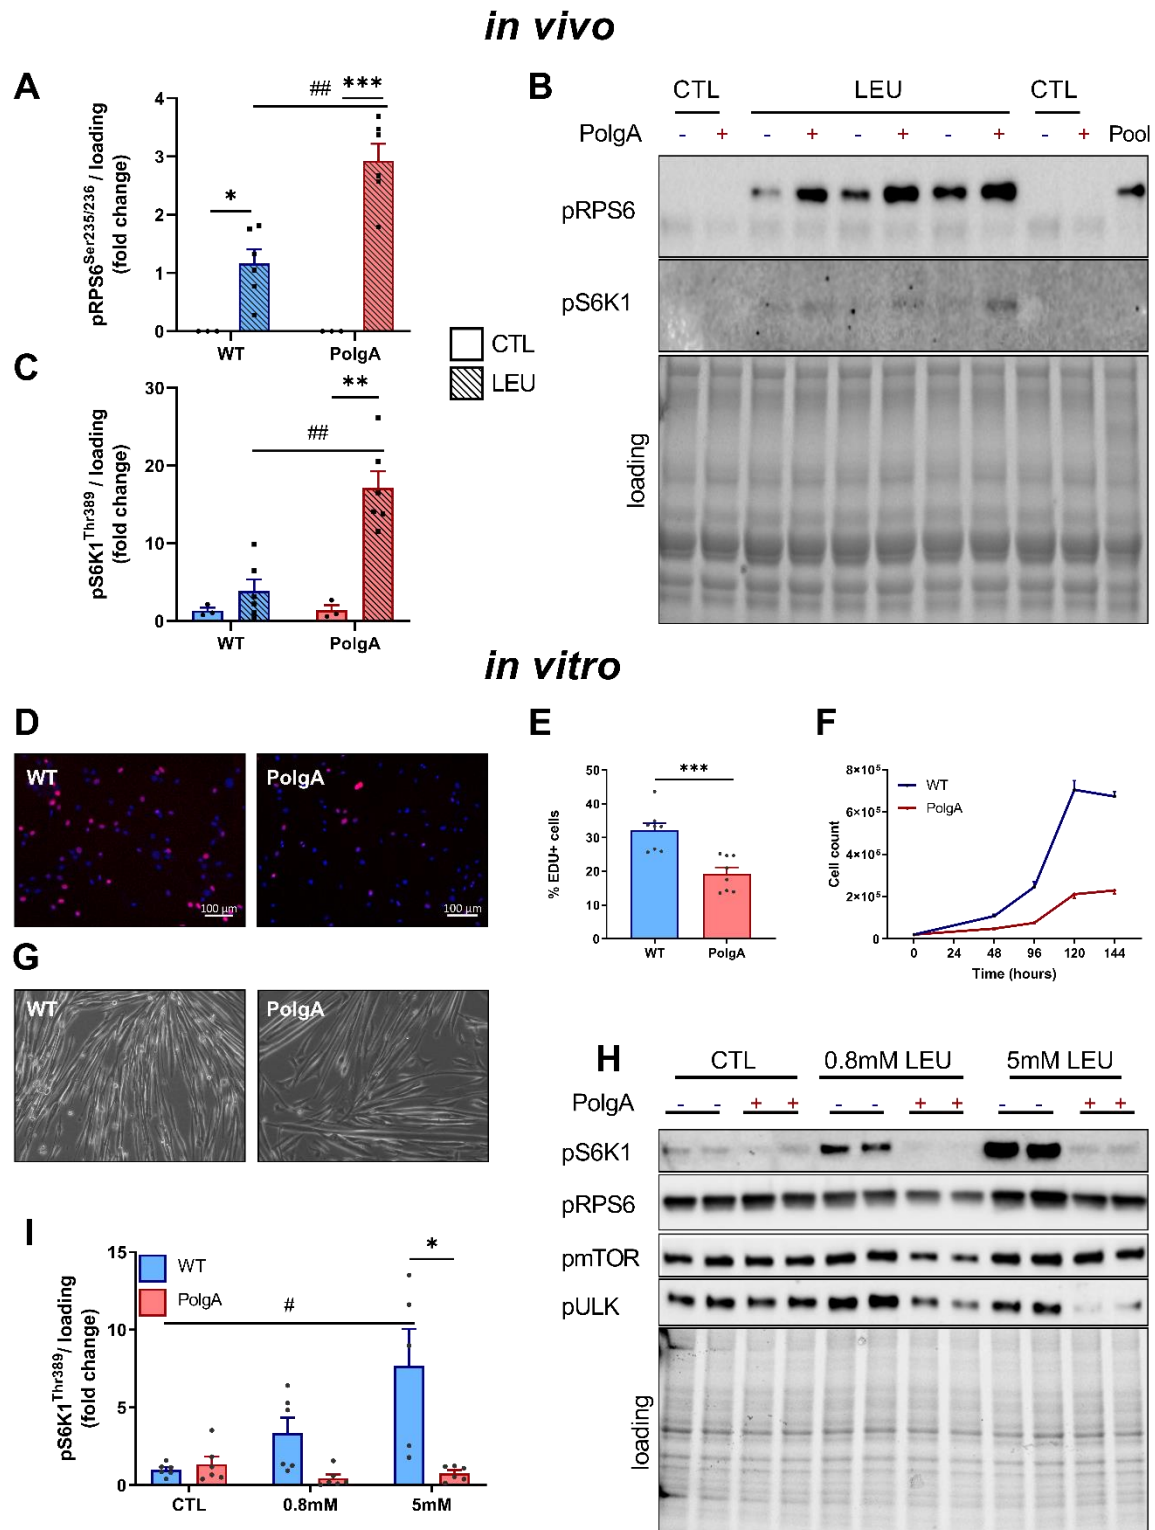 in vivo
A
## ***
4
3
2
1
0
*
pRPS6Ser235/236 / loading
(fold change)
WT PolgA
CTL
LEU
B
CTL LEU CTL
PolgA - + - + - + - + - + Pool
pRPS6
pS6K1
loading
C
**
##
30
20
10
0
pS6K1Thr389 / loading
(fold change)
WT PolgA
in vitro
D
WT
100 µm
PolgA
100 µm
E
***
50
40
30
20
10
0
% EDU+ cells
WT PolgA
F
8×10⁵
6×10⁵
4×10⁶
2×10⁵
0
Cell count
WT
PolgA
0 24 48 96 120 144
Time (hours)
G
WT
PolgA
H
CTL 0.8mM LEU 5mM LEU
PolgA - - + + - - + + - - + +
pS6K1
pRPS6
pmTOR
pULK
loading
I
15
10
5
0
WT
PolgA
#
*
pS6K1Thr389/ loading
(fold change)
CTL 0.8mM 5mM